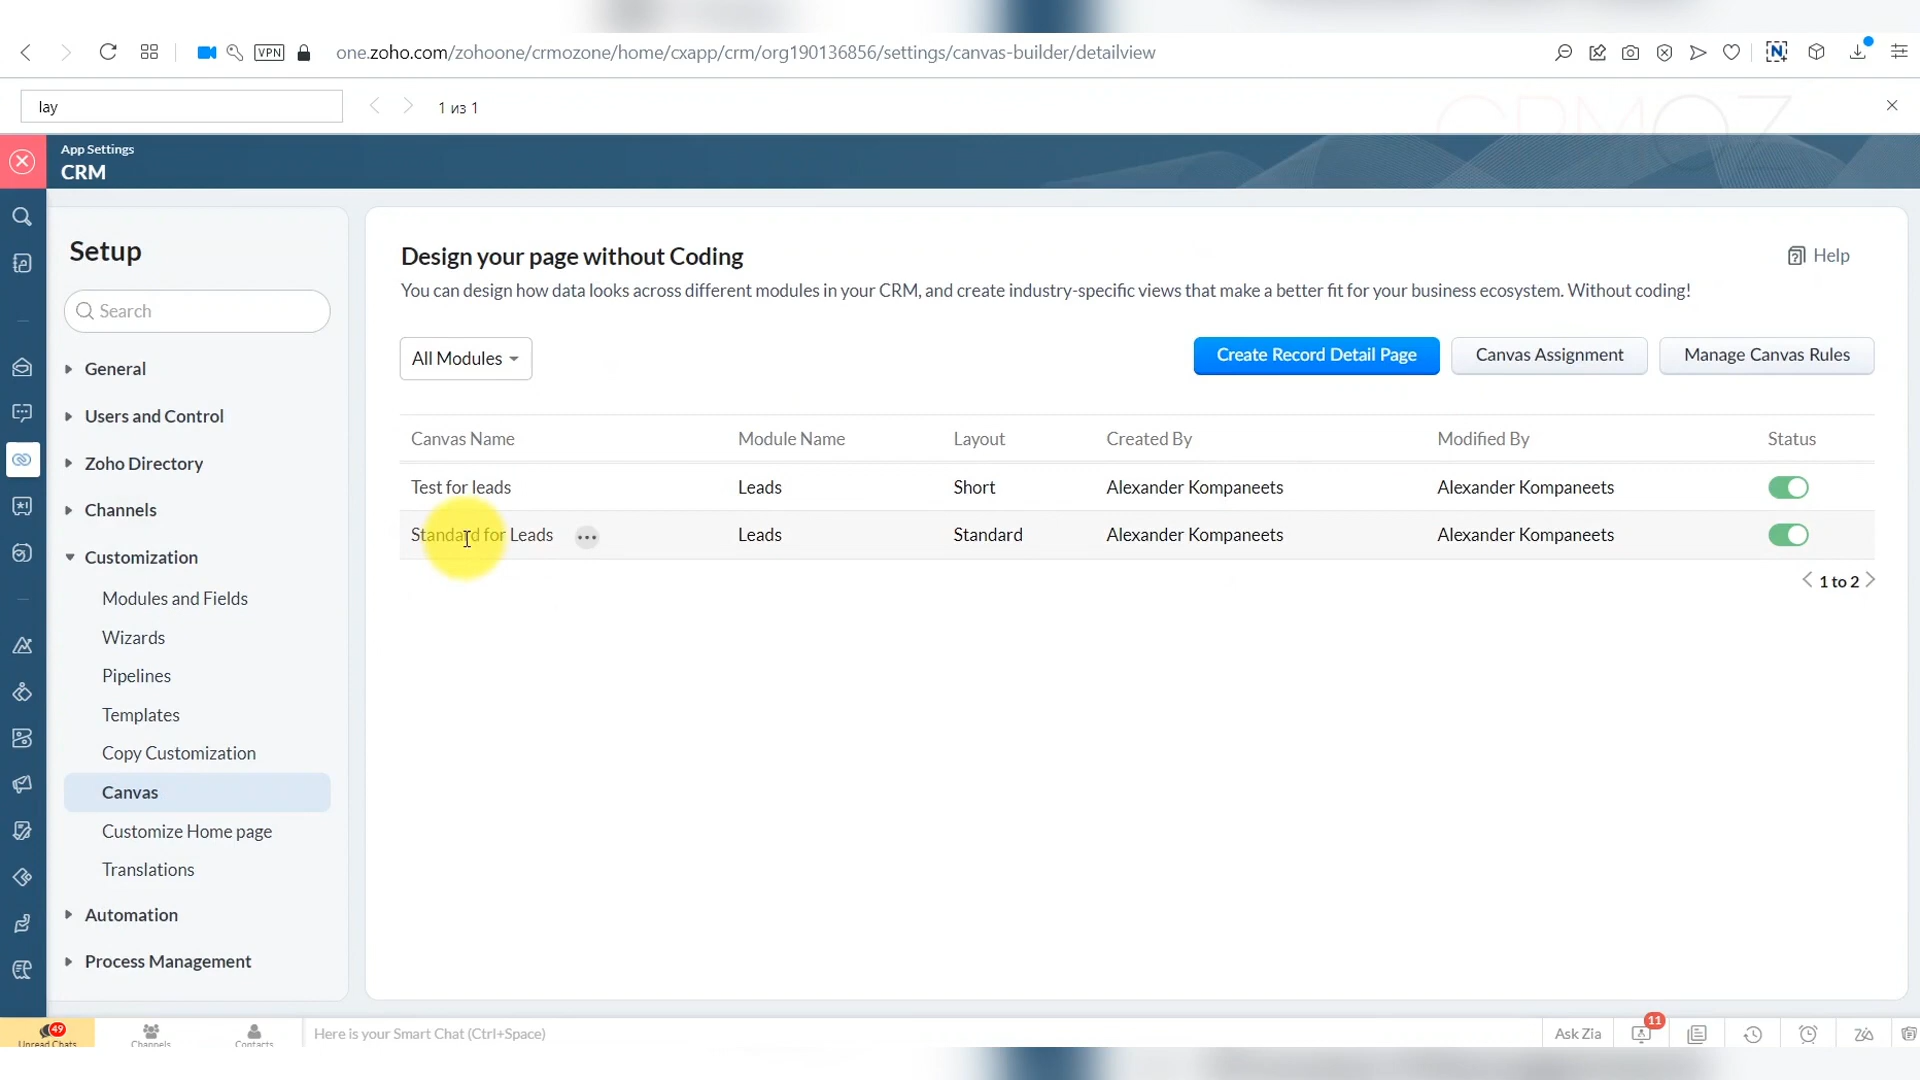 VPN
one.zoho.com/zohoone/crmozone/home/cxapp/crm/org190136856/settings/canvas-builder/detailview
N
lay
1 из 1
CRMOZ
App Settings
CRM
Setup
Search
General
Users and Control
Zoho Directory
Channels
Customization
Modules and Fields
Wizards
Pipelines
Templates
Copy Customization
Canvas
Customize Home page
Translations
Automation
Process Management
Design your page without Coding
Help
You can design how data looks across different modules in your CRM, and create industry-specific views that make a better fit for your business ecosystem. Without coding!
All Modules
Create Record Detail Page
Canvas Assignment
Manage Canvas Rules
Canvas Name Module Name Layout Created By Modified By Status
Test for leads Leads Short Alexander Kompaneets Alexander Kompaneets
Standard for Leads Leads Standard Alexander Kompaneets Alexander Kompaneets
1 to 2
49
Unread Chats
Channels
Contacts
Here is your Smart Chat (Ctrl+Space)
Ask Zia
11